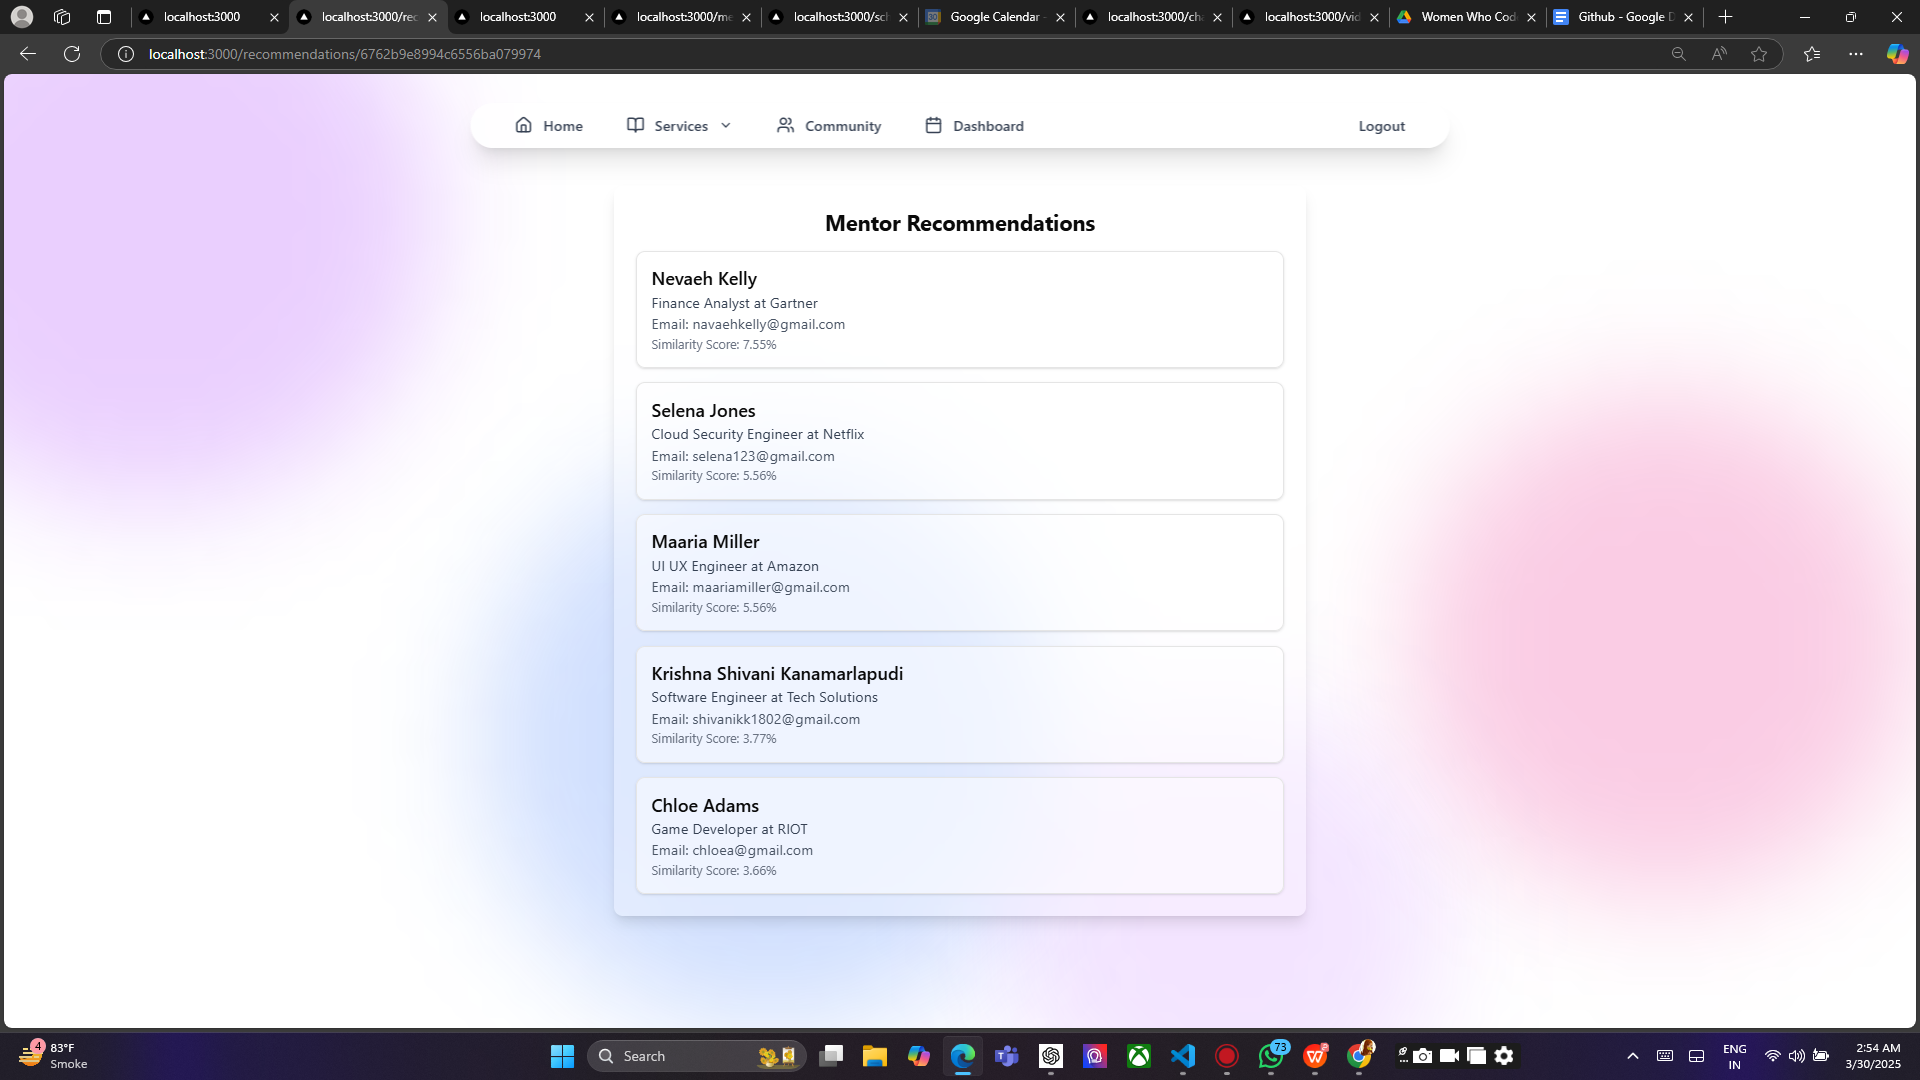 localhost:3000
localhost:3000/rec
localhost:3000
localhost:3000/me
localhost:3000/sch
Google Calendar -
localhost:3000/cha
localhost:3000/vid
Women Who Cod
Github - Google D
localhost:3000/recommendations/6762b9e8994c6556ba079974
Home
Services
Community
Dashboard
Logout
Mentor Recommendations
Nevaeh Kelly
Finance Analyst at Gartner
Email: navaehkelly@gmail.com
Similarity Score: 7.55%
Selena Jones
Cloud Security Engineer at Netflix
Email: selena123@gmail.com
Similarity Score: 5.56%
Maaria Miller
UI UX Engineer at Amazon
Email: maariamiller@gmail.com
Similarity Score: 5.56%
Krishna Shivani Kanamarlapudi
Software Engineer at Tech Solutions
Email: shivanikk1802@gmail.com
Similarity Score: 3.77%
Chloe Adams
Game Developer at RIOT
Email: chloea@gmail.com
Similarity Score: 3.66%
4
83°F
Smoke
Search
73
ENG
IN
2:54 AM
3/30/2025